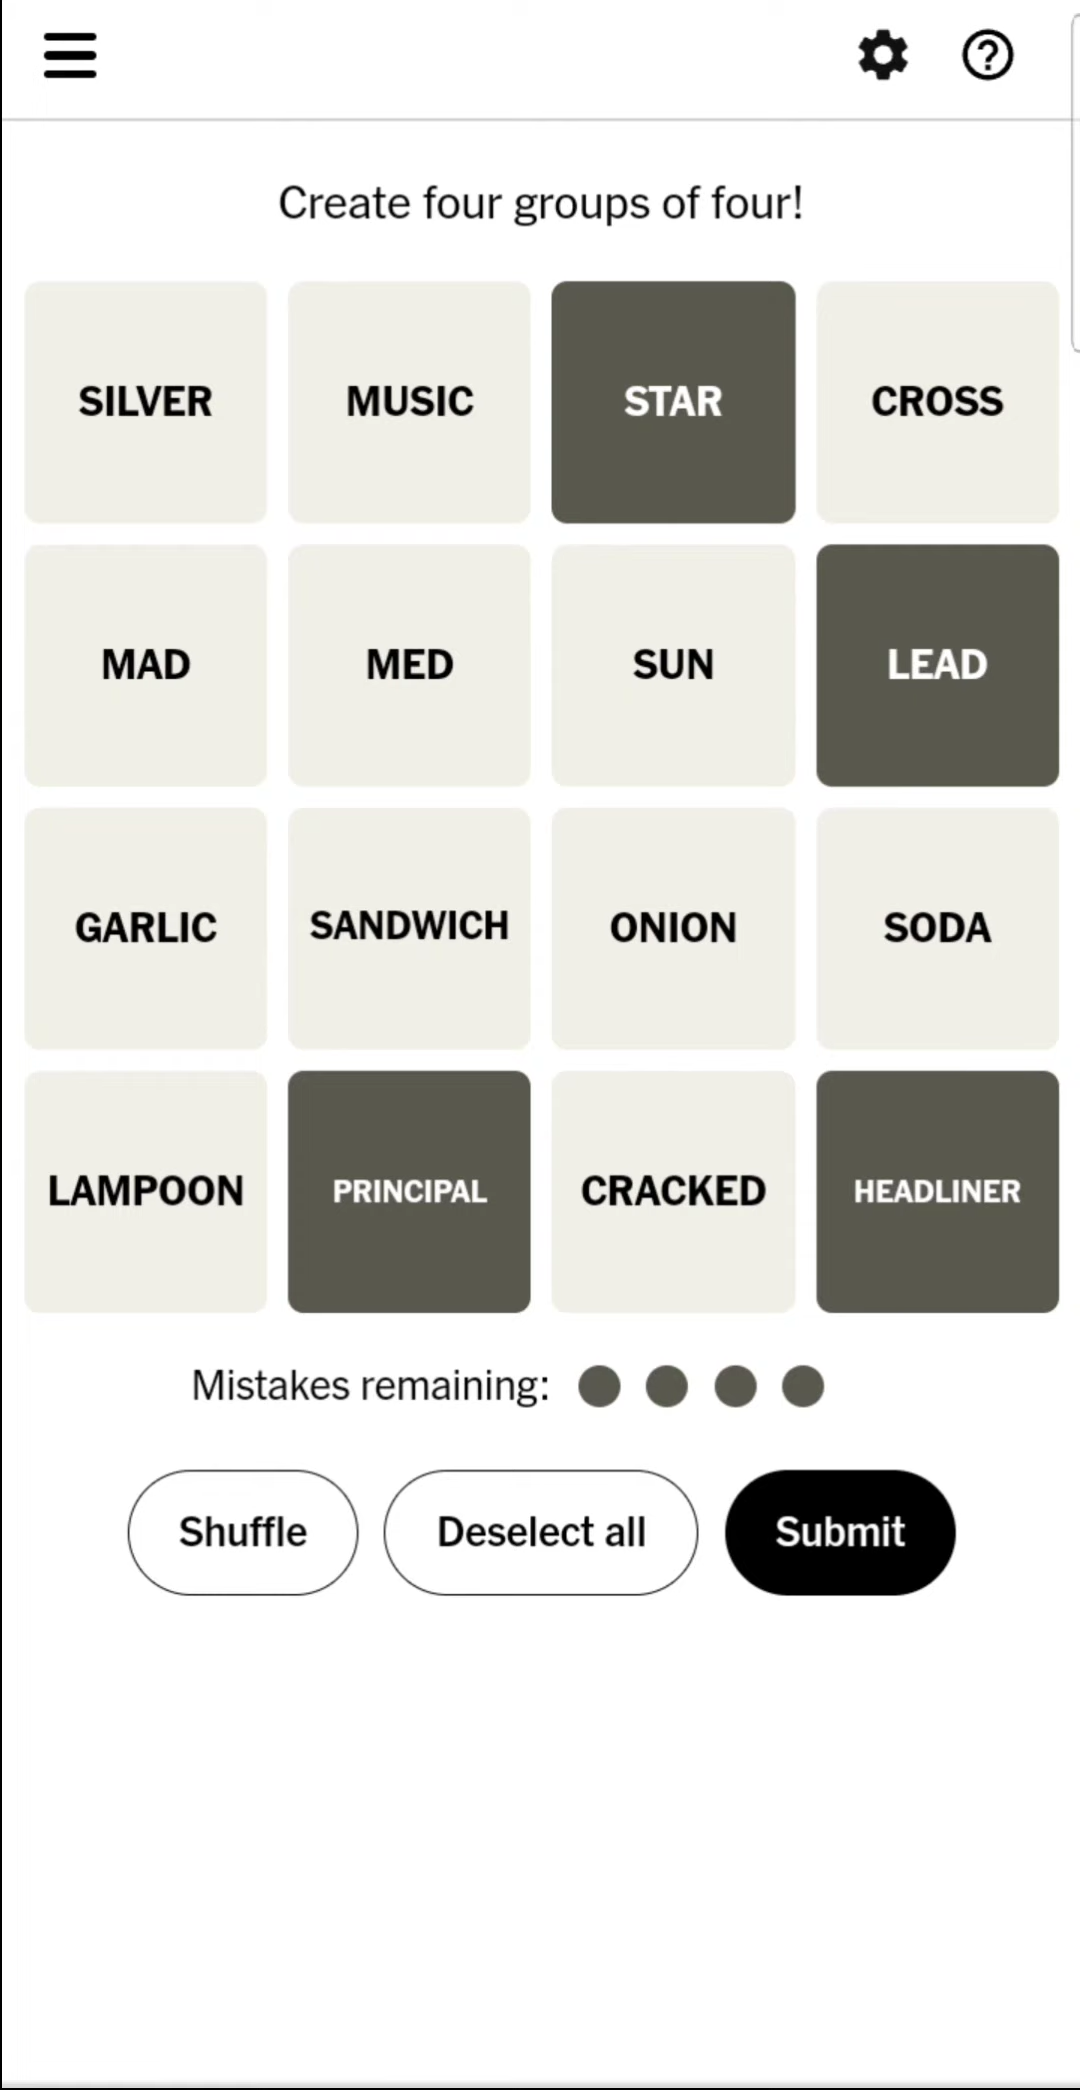 Create four groups of four!
SILVER MUSIC STAR CROSS
MAD MED SUN LEAD
GARLIC SANDWICH ONION SODA
LAMPOON PRINCIPAL CRACKED HEADLINER
Mistakes remaining:
Shuffle Deselect all Submit